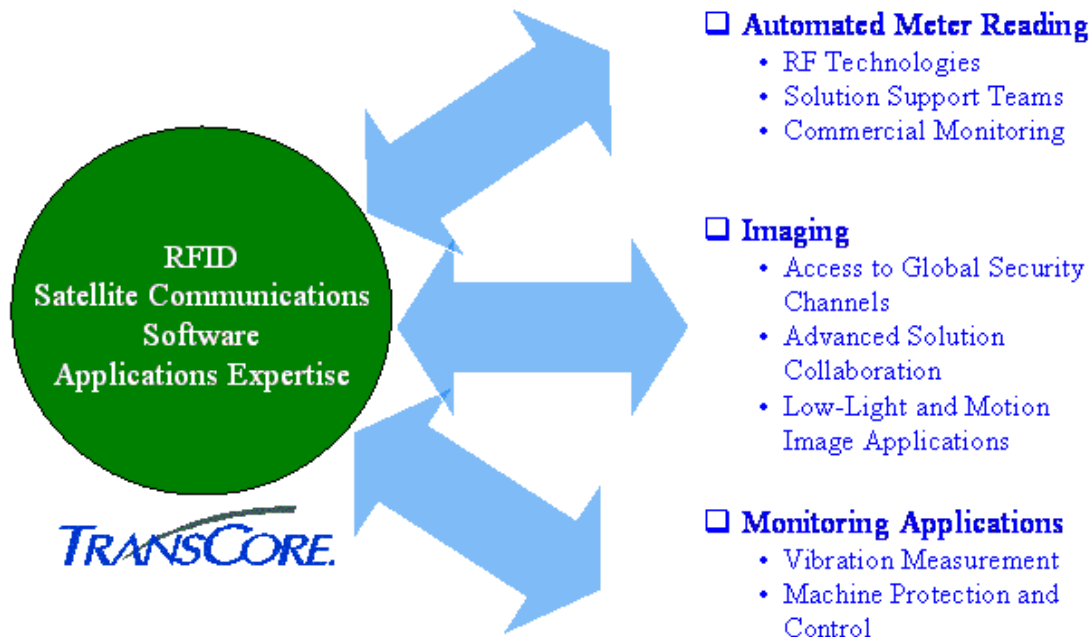 RFID
Satellite Communications
Software
Applications Expertise
TRANSCORE.
Automated Meter Reading
• RF Technologies
• Solution Support Teams
• Commercial Monitoring
Imaging
• Access to Global Security
Channels
• Advanced Solution
Collaboration
• Low-Light and Motion
Image Applications
Monitoring Applications
• Vibration Measurement
• Machine Protection and
Control